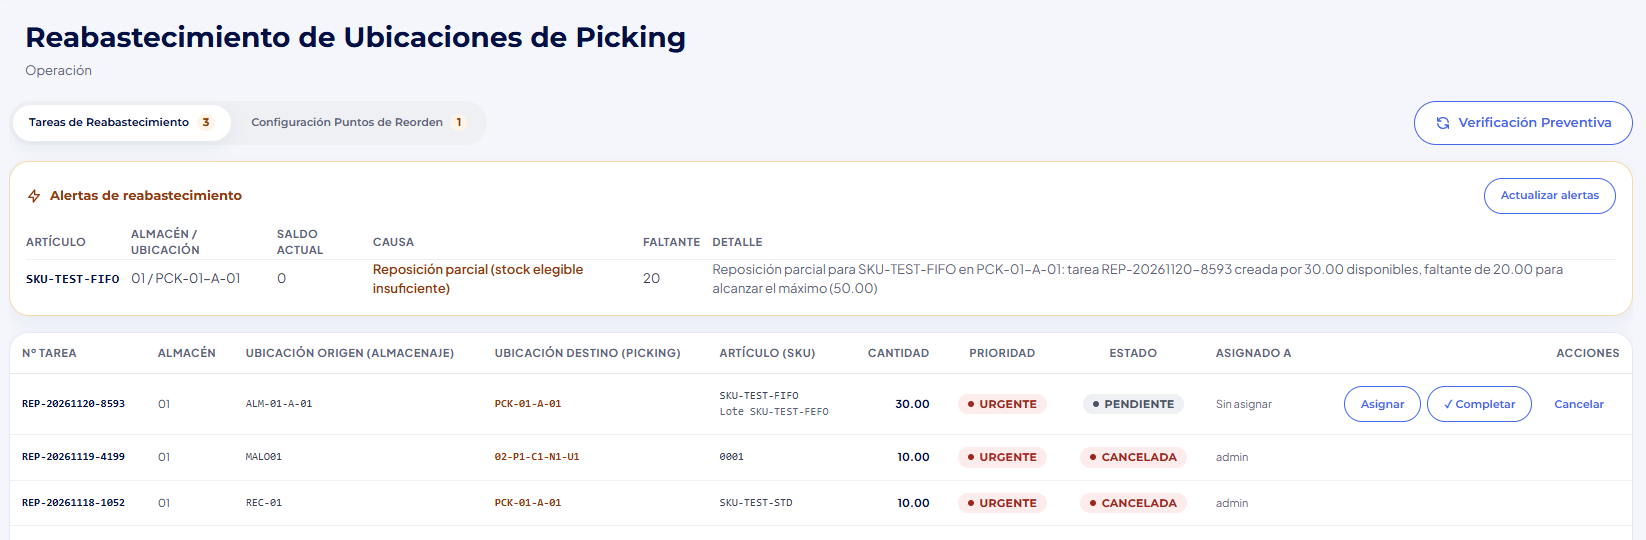 Reabastecimiento de Ubicaciones de Picking
Operación
Tareas de Reabastecimiento 3 Configuración Puntos de Reorden 1 Verificación Preventiva
Alertas de reabastecimiento Actualizar alertas
ARTÍCULO ALMACÉN / UBICACIÓN SALDO ACTUAL CAUSA FALTANTE DETALLE
SKU-TEST-FIFO 01 / PCK-01-A-01 0 Reposición parcial (stock elegible insuficiente) 20 Reposición parcial para SKU-TEST-FIFO en PCK-01-A-01: tarea REP-20261120-8593 creada por 30.00 disponibles, faltante de 20.00 para alcanzar el máximo (50.00)
Nº TAREA ALMACÉN UBICACIÓN ORIGEN (ALMACENAJE) UBICACIÓN DESTINO (PICKING) ARTÍCULO (SKU) CANTIDAD PRIORIDAD ESTADO ASIGNADO A ACCIONES
REP-20261120-8593 01 ALM-01-A-01 PCK-01-A-01 SKU-TEST-FIFO Lote SKU-TEST-FEFO 30.00 URGENTE PENDIENTE Sin asignar Asignar ✓ Completar Cancelar
REP-20261119-4199 01 MAL001 02-P1-C1-N1-U1 0001 10.00 URGENTE CANCELADA admin
REP-20261118-1052 01 REC-01 PCK-01-A-01 SKU-TEST-STD 10.00 URGENTE CANCELADA admin